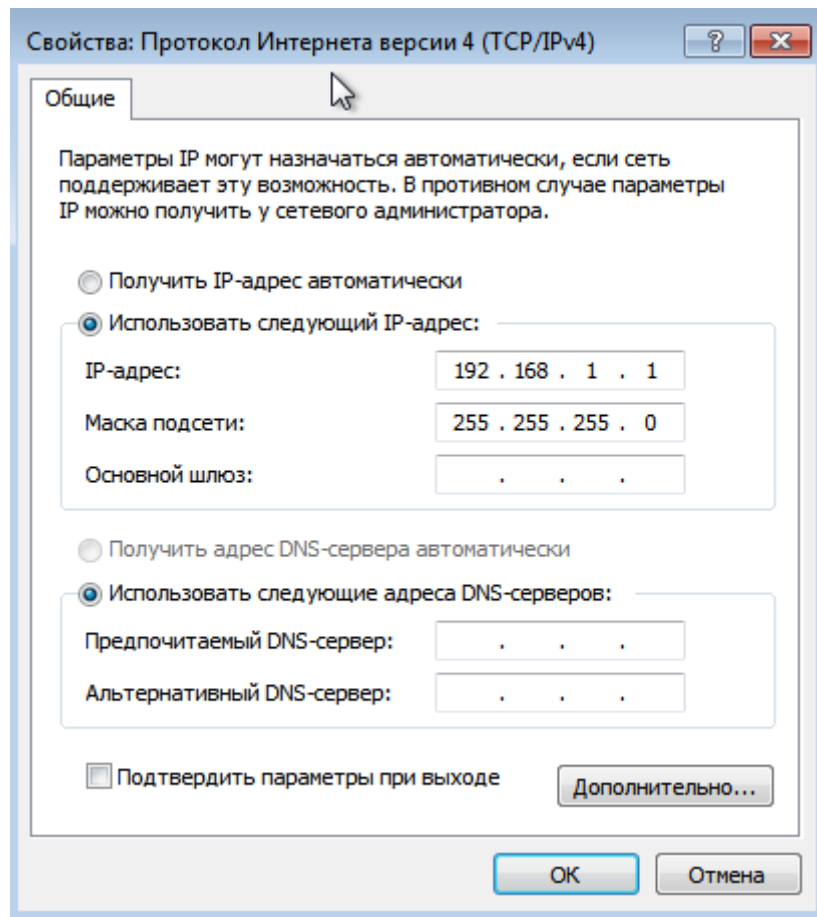 Свойства: Протокол Интернета версии 4 (TCP/IPv4)
Общие
Параметры IP могут назначаться автоматически, если сеть
поддерживает эту возможность. В противном случае параметры
IP можно получить у сетевого администратора.
Получить IP-адрес автоматически
Использовать следующий IP-адрес:
IP-адрес: 192 . 168 . 1 . 1
Маска подсети: 255 . 255 . 255 . 0
Основной шлюз: . . .
Получить адрес DNS-сервера автоматически
Использовать следующие адреса DNS-серверов:
Предпочитаемый DNS-сервер: . . .
Альтернативный DNS-сервер: . . .
Подтвердить параметры при выходе
Дополнительно...
ОК Отмена